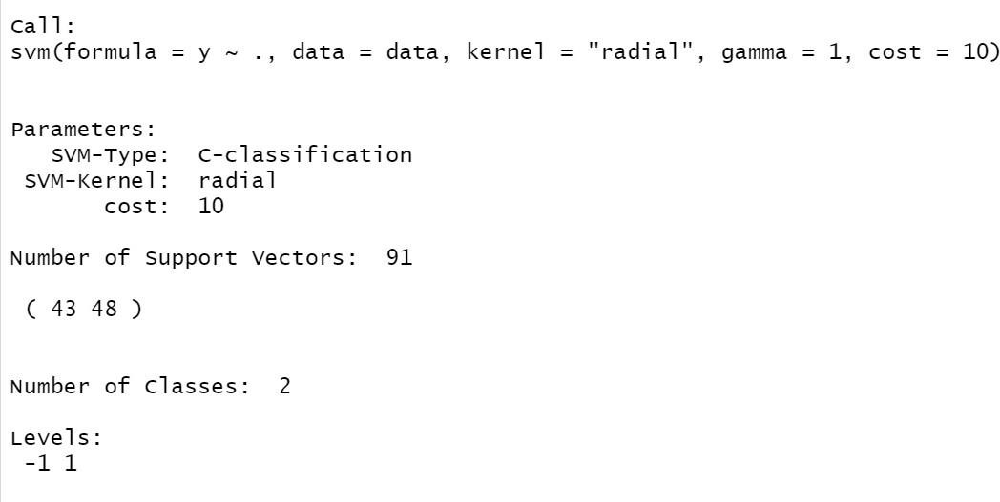 Call:
svm(formula = y ~ ., data = data, kernel = "radial", gamma = 1, cost = 10)
Parameters:
SVM-Type: C-classification
SVM-Kernel: radial
cost: 10
Number of Support Vectors: 91
( 43 48 )
Number of Classes: 2
Levels:
-1 1